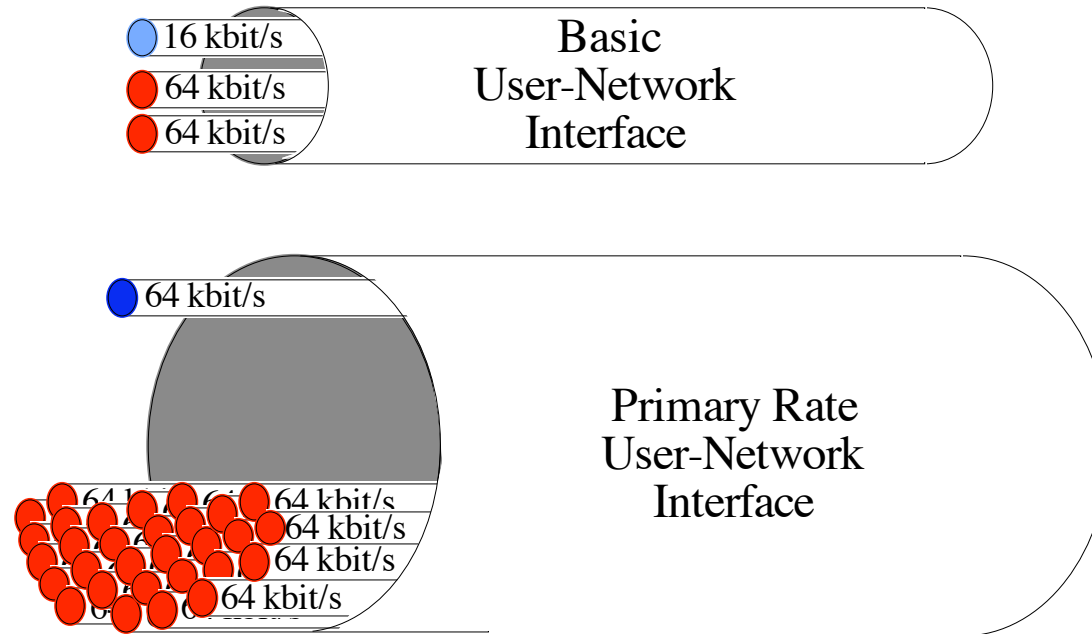 16 kbit/s
64 kbit/s
64 kbit/s
Basic
User-Network
Interface
64 kbit/s
Primary Rate
User-Network
Interface
64 kbit/s
64 kbit/s
64 kbit/s
64 kbit/s